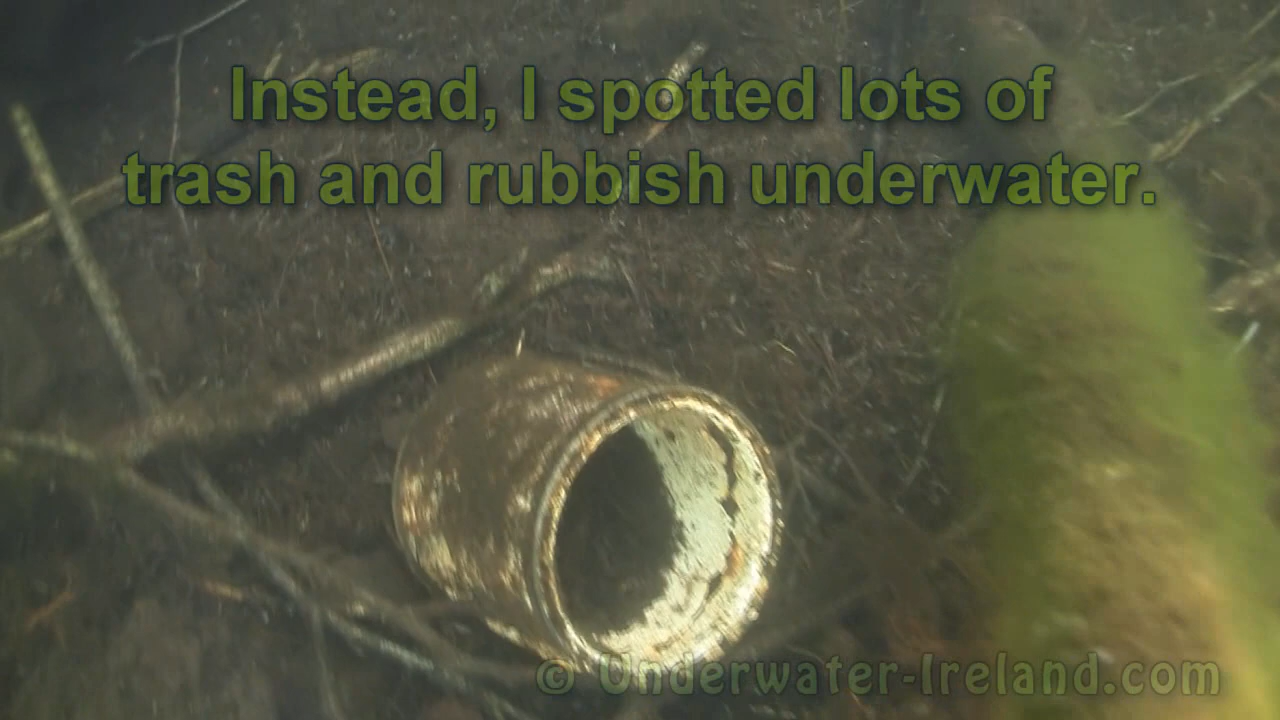 Instead, I spotted lots of
trash and rubbish underwater.
© Underwater-Ireland.com